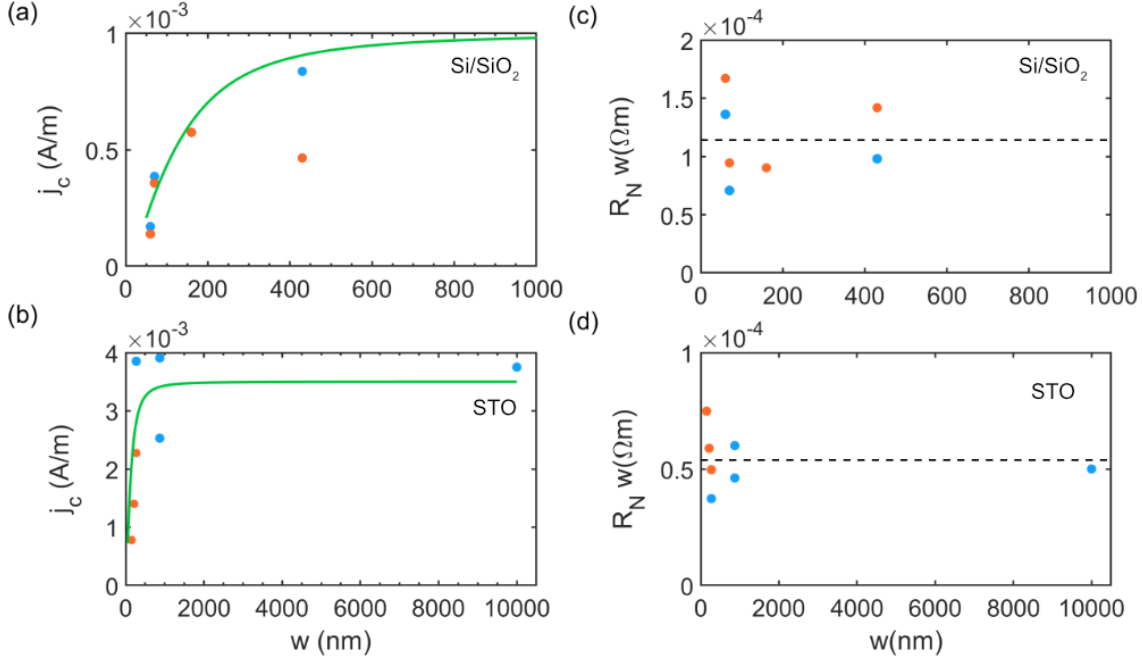 (a)
×10⁻³
1
0.5
0
j_c (A/m)
Si/SiO₂
0 200 400 600 800 1000
(b)
×10⁻³
4
3
2
1
0
j_c (A/m)
STO
0 2000 4000 6000 8000 10000
w (nm)
(c)
×10⁻⁴
2
1.5
1
0.5
0
R_N w(Ωm)
Si/SiO₂
0 200 400 600 800 1000
(d)
×10⁻⁴
1
0.5
0
R_N w(Ωm)
STO
0 2000 4000 6000 8000 10000
w(nm)